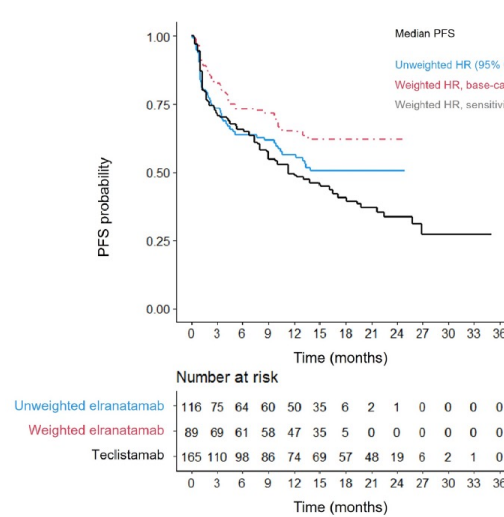 Median PFS
Unweighted HR (95%
Weighted HR, base-ca
Weighted HR, sensitivi
1.00
0.75
0.50
0.25
0.00
PFS probability
0 3 6 9 12 15 18 21 24 27 30 33 36
Time (months)
Number at risk
Unweighted elranatamab 116 75 64 60 50 35 6 2 1 0 0 0 0
Weighted elranatamab 89 69 61 58 47 35 5 0 0 0 0 0 0
Teclistamab 165 110 98 86 74 69 57 48 19 6 2 1 0
0 3 6 9 12 15 18 21 24 27 30 33 36
Time (months)